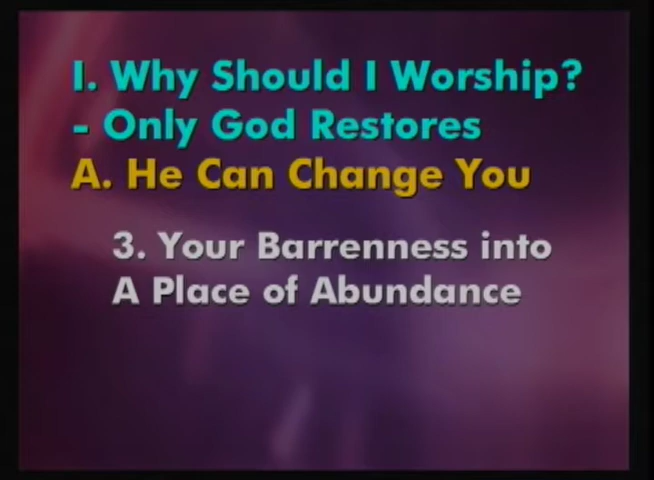 I. Why Should I Worship?
- Only God Restores
A. He Can Change You
3. Your Barrenness into
A Place of Abundance